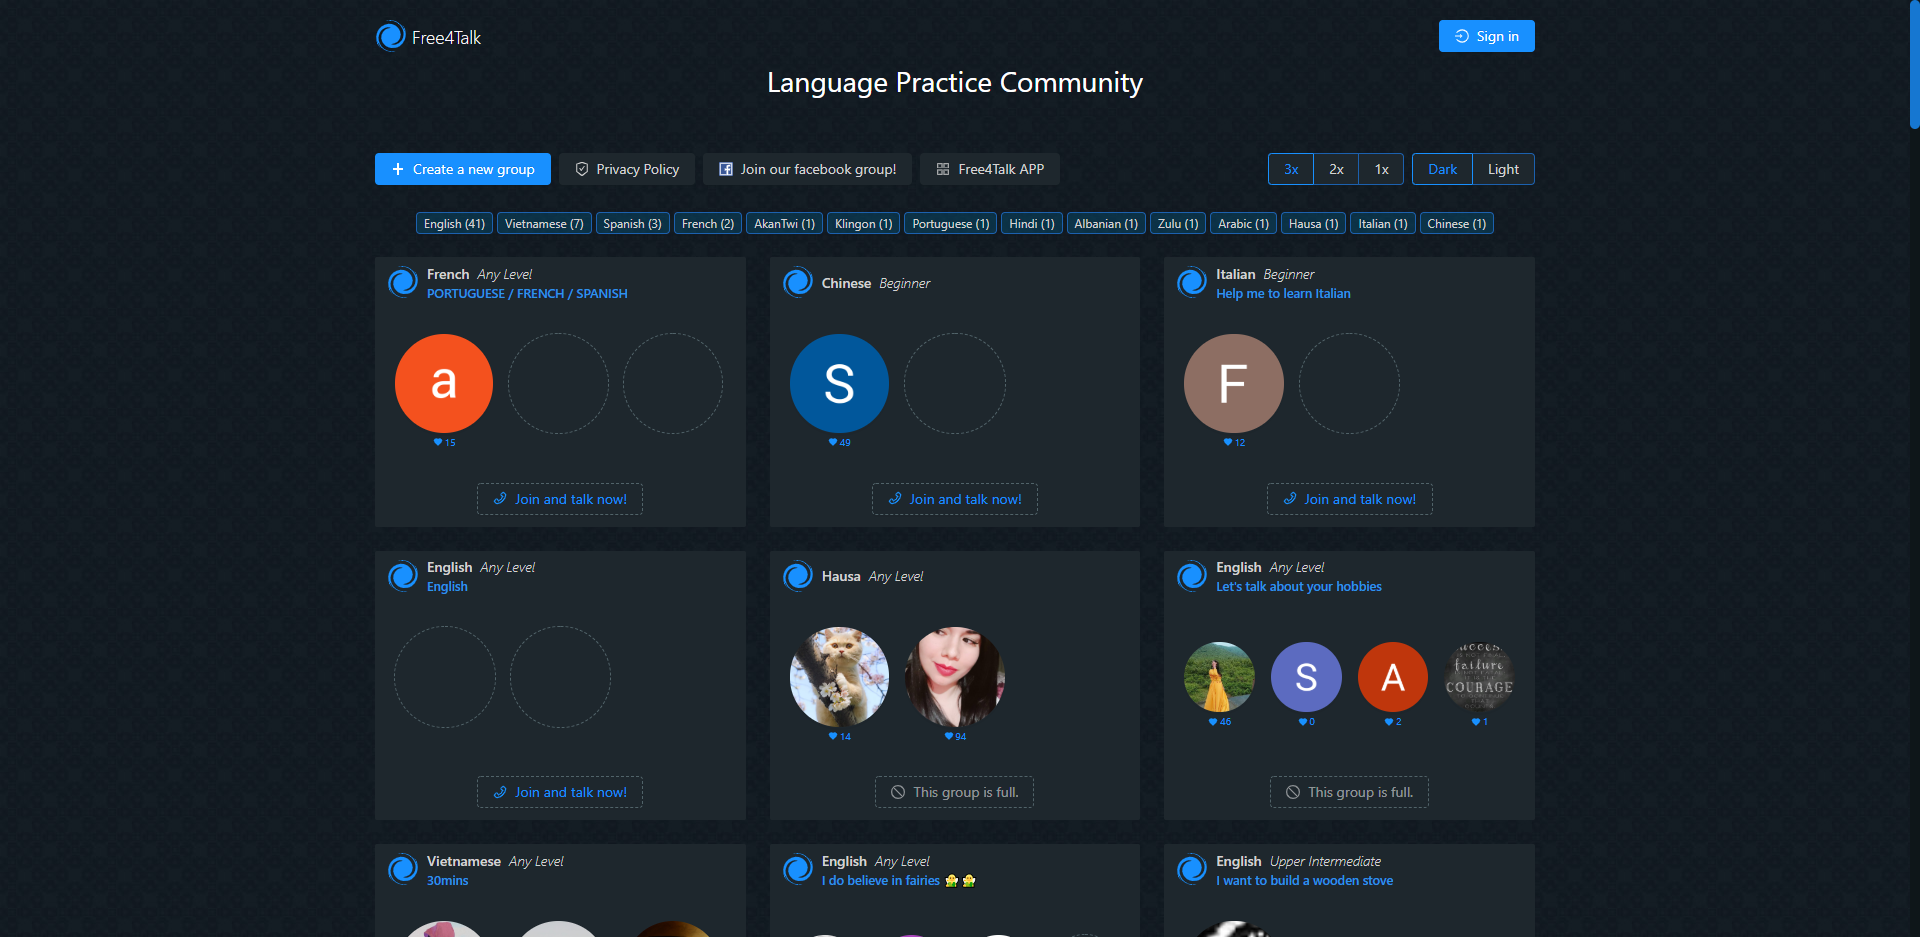 Free4Talk
Sign in
Language Practice Community
Create a new group
Privacy Policy
Join our facebook group!
Free4Talk APP
3x
2x
1x
Dark
Light
English (41)
Vietnamese (7)
Spanish (3)
French (2)
AkanTwi (1)
Klingon (1)
Portuguese (1)
Hindi (1)
Albanian (1)
Zulu (1)
Arabic (1)
Hausa (1)
Italian (1)
Chinese (1)
French Any Level
PORTUGUESE / FRENCH / SPANISH
a
15
Join and talk now!
Chinese Beginner
S
49
Join and talk now!
Italian Beginner
Help me to learn Italian
F
12
Join and talk now!
English Any Level
English
Join and talk now!
Hausa Any Level
14
94
This group is full.
English Any Level
Let's talk about your hobbies
46
S
0
A
2
failure
COURAGE
1
This group is full.
Vietnamese Any Level
30mins
English Any Level
I do believe in fairies
English Upper Intermediate
I want to build a wooden stove